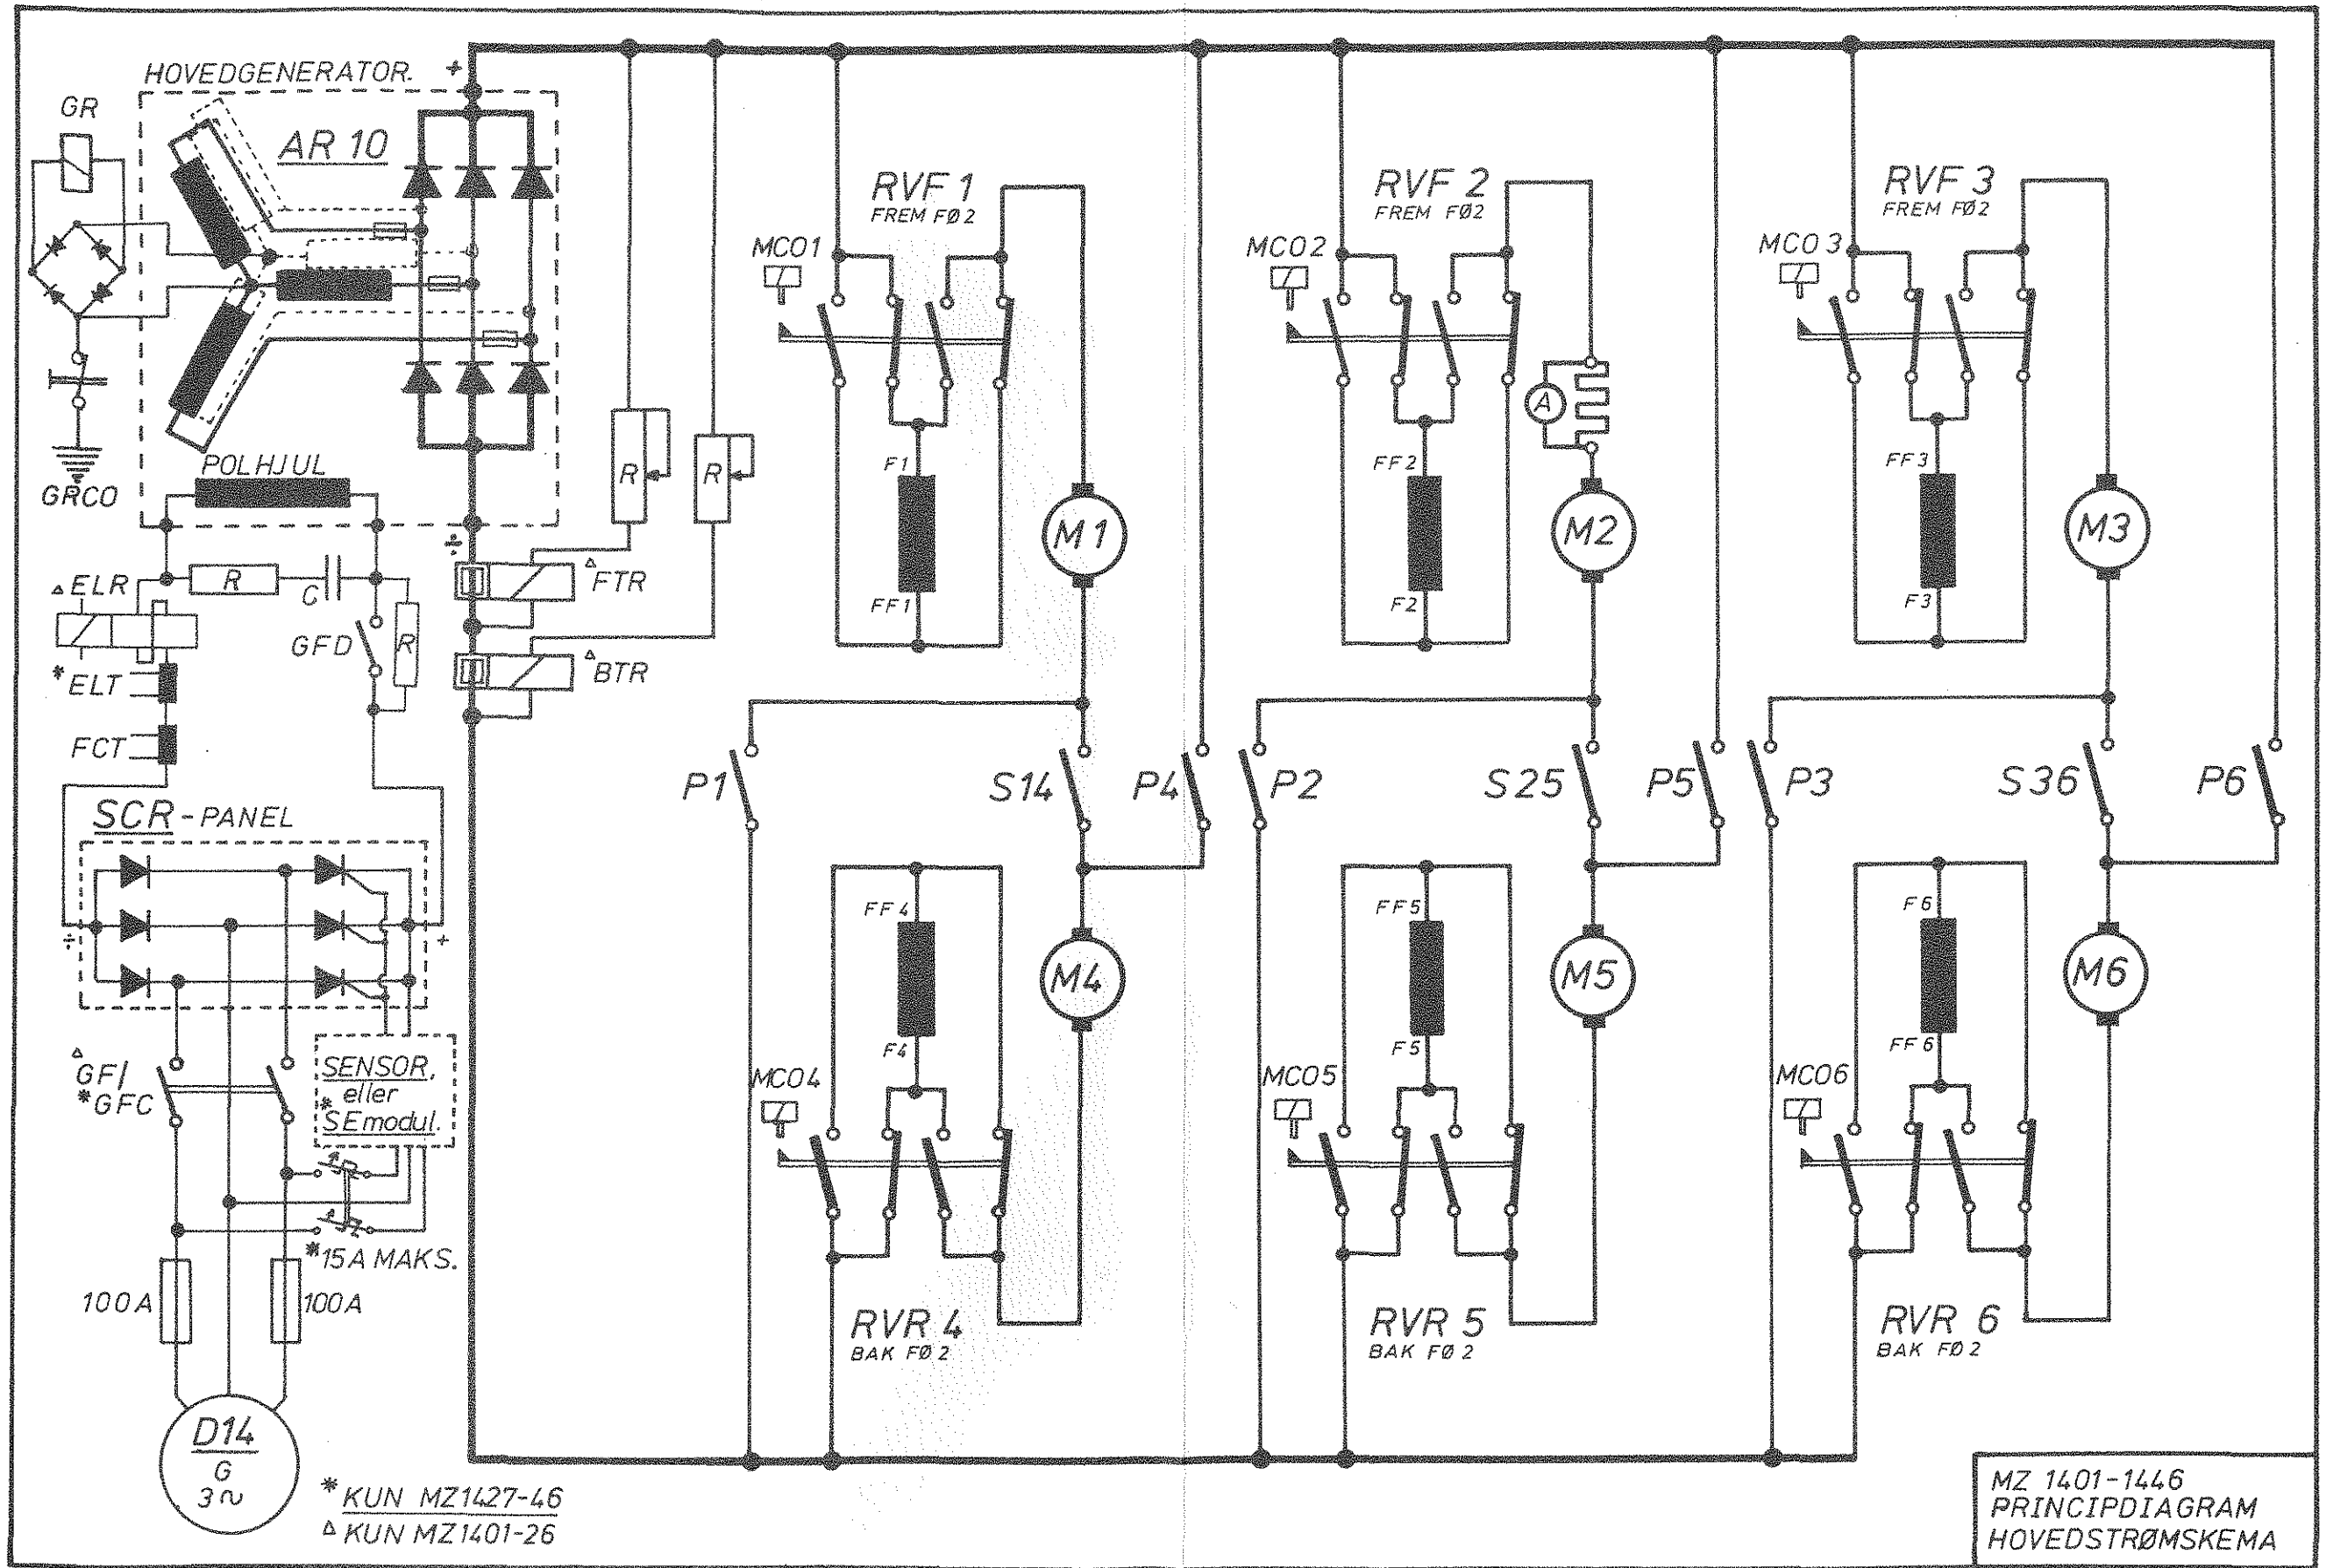 HOVEDGENERATOR.
+
GR
AR 10
GRCO
POLHJUL
÷
R
R
△ FTR
△ BTR
△ ELR
R
C
GFD
R
* ELT
FCT
SCR - PANEL
÷
+
△ GF/
* GFC
SENSOR,
eller
* SEmodul.
* 15A MAKS.
100A
100A
D14
G
3∿
* KUN MZ1427-46
△ KUN MZ1401-26
RVF 1
FREM FØ2
MCO1
F1
FF1
M1
RVF 2
FREM FØ2
MCO2
A
FF2
F2
M2
RVF 3
FREM FØ2
MCO 3
FF3
F3
M3
P1
S14
P4
P2
S25
P5
P3
S36
P6
FF4
F4
M4
MCO4
RVR 4
BAK FØ2
FF5
F5
M5
MCO5
RVR 5
BAK FØ2
F6
FF6
M6
MCO6
RVR 6
BAK FØ2
MZ 1401-1446
PRINCIPDIAGRAM
HOVEDSTRØMSKEMA